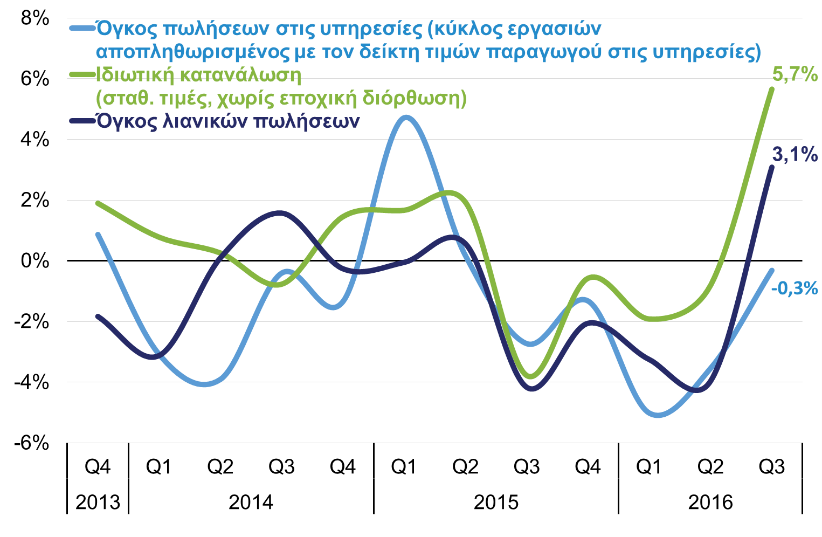 8%
Όγκος πωλήσεων στις υπηρεσίες (κύκλος εργασιών
αποπληθωρισμένος με τον δείκτη τιμών παραγωγού στις υπηρεσίες)
6%
Ιδιωτική κατανάλωση
(σταθ. τιμές, χωρίς εποχική διόρθωση)
5,7%
Όγκος λιανικών πωλήσεων
4%
3,1%
2%
0%
-0,3%
-2%
-4%
-6%
Q4 Q1 Q2 Q3 Q4 Q1 Q2 Q3 Q4 Q1 Q2 Q3
2013 2014 2015 2016